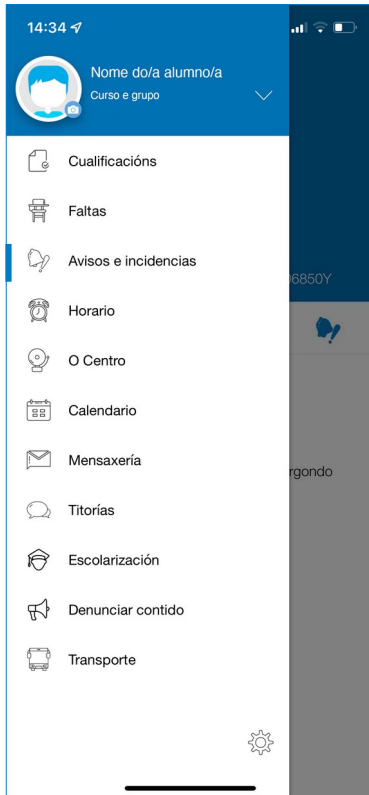 14:34
Nome do/a alumno/a
Curso e grupo
Cualificacións
Faltas
Avisos e incidencias
06850Y
Horario
O Centro
Calendario
Mensaxería
rgondo
Titorías
Escolarización
Denunciar contido
Transporte